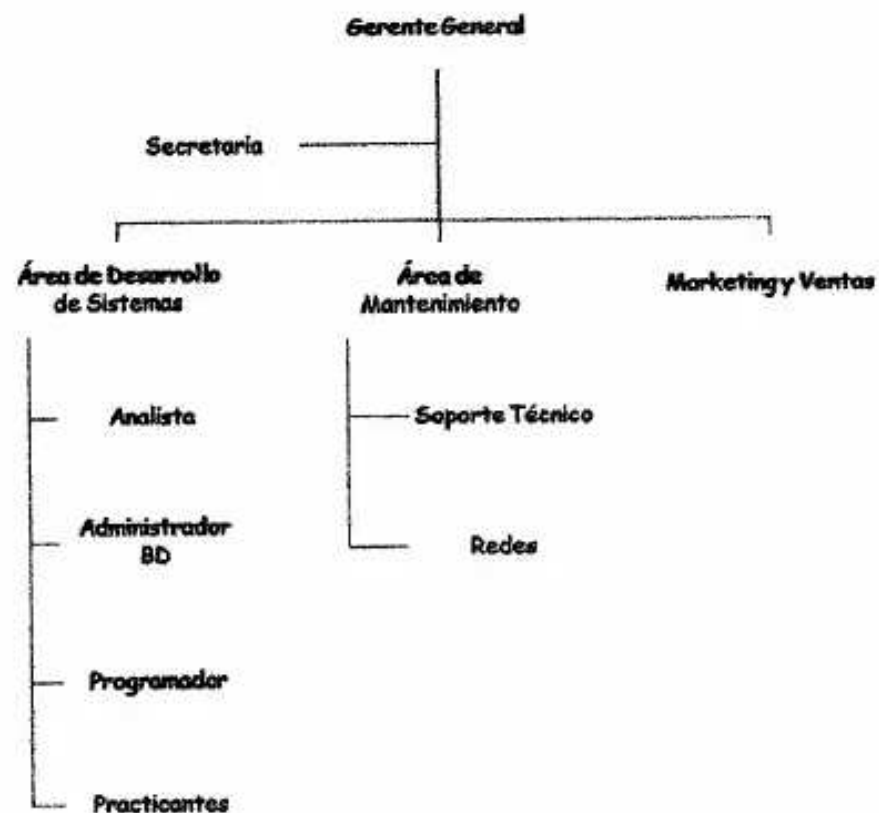 Gerente General
Secretaria
Área de Desarrollo
de Sistemas
Área de
Mantenimiento
Marketing y Ventas
Analista
Soporte Técnico
Administrador
BD
Redes
Programador
Practicantes